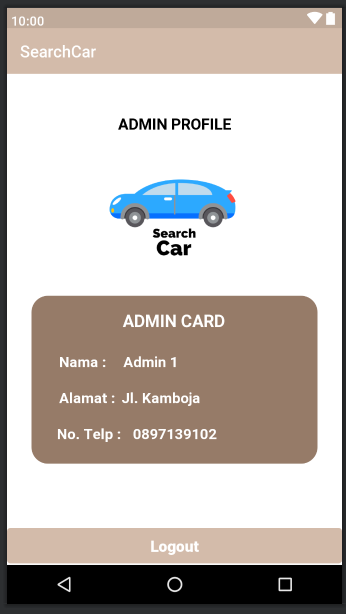 10:00
SearchCar
ADMIN PROFILE
Search
Car
ADMIN CARD
Nama : Admin 1
Alamat : Jl. Kamboja
No. Telp : 0897139102
Logout